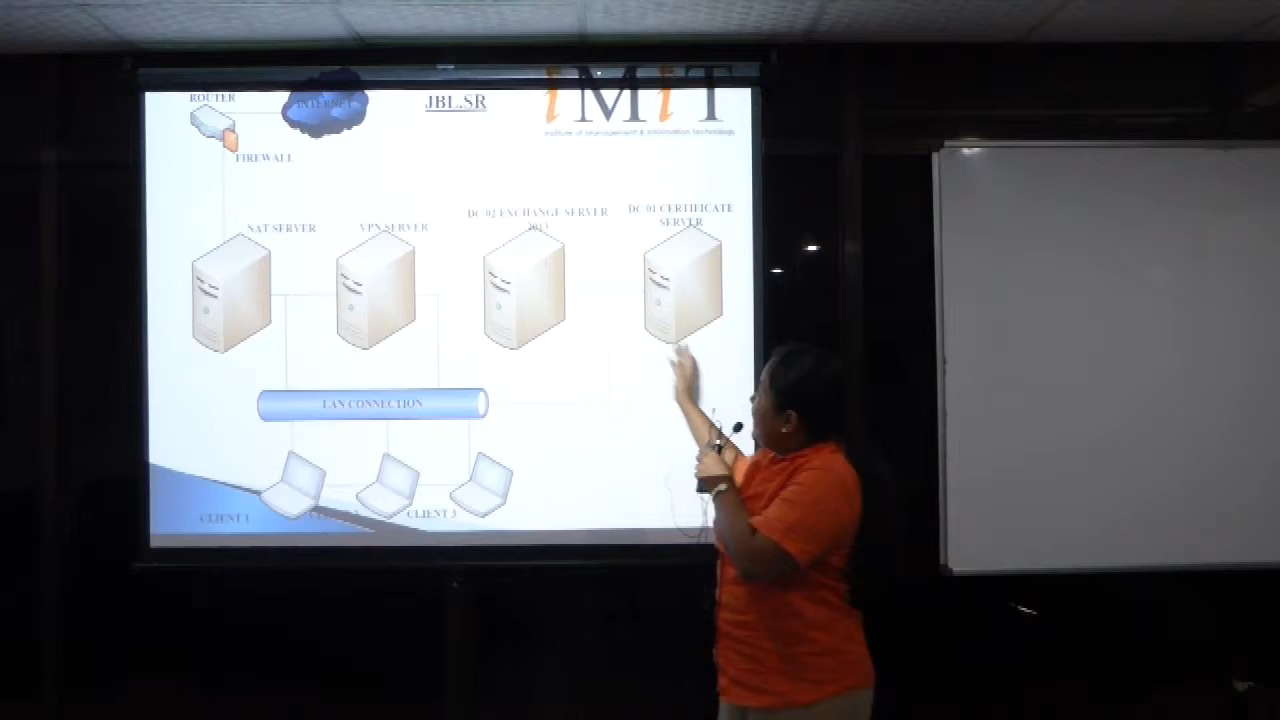 ROUTER
INTERNET
JBL.SR
iMiT
Institute of Management & Information Technology
FIREWALL
NAT SERVER
VPN SERVER
DC 02 EXCHANGE SERVER
2013
DC 01 CERTIFICATE
SERVER
LAN CONNECTION
CLIENT 1
CLIENT 3